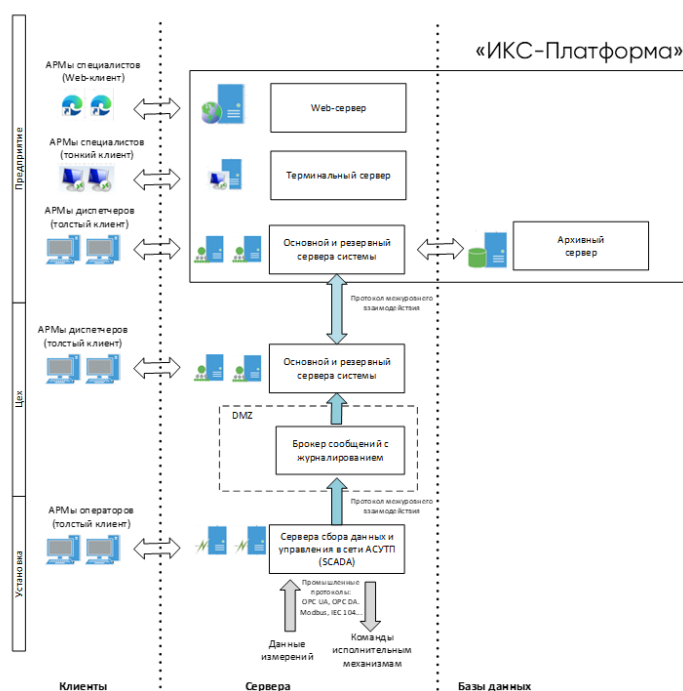 «ИКС-Платформа»
АРМы специалистов
(Web-клиент)
Web-сервер
АРМы специалистов
(тонкий клиент)
Терминальный сервер
Предприятие
АРМы диспетчеров
(толстый клиент)
Основной и резервный
сервера системы
Архивный
сервер
Протокол межуровнего
взаимодействия
АРМы диспетчеров
(толстый клиент)
Основной и резервный
сервера системы
Цех
DMZ
Брокер сообщений с
журналированием
Протокол межуровнего
взаимодействия
АРМы операторов
(толстый клиент)
Сервера сбора данных и
управления в сети АСУТП
(SCADA)
Установка
Промышленные
протоколы:
OPC UA, OPC DA.
Modbus, IEC 104...
Данные
измерений
Команды
исполнительным
механизмам
Клиенты
Сервера
Базы данных